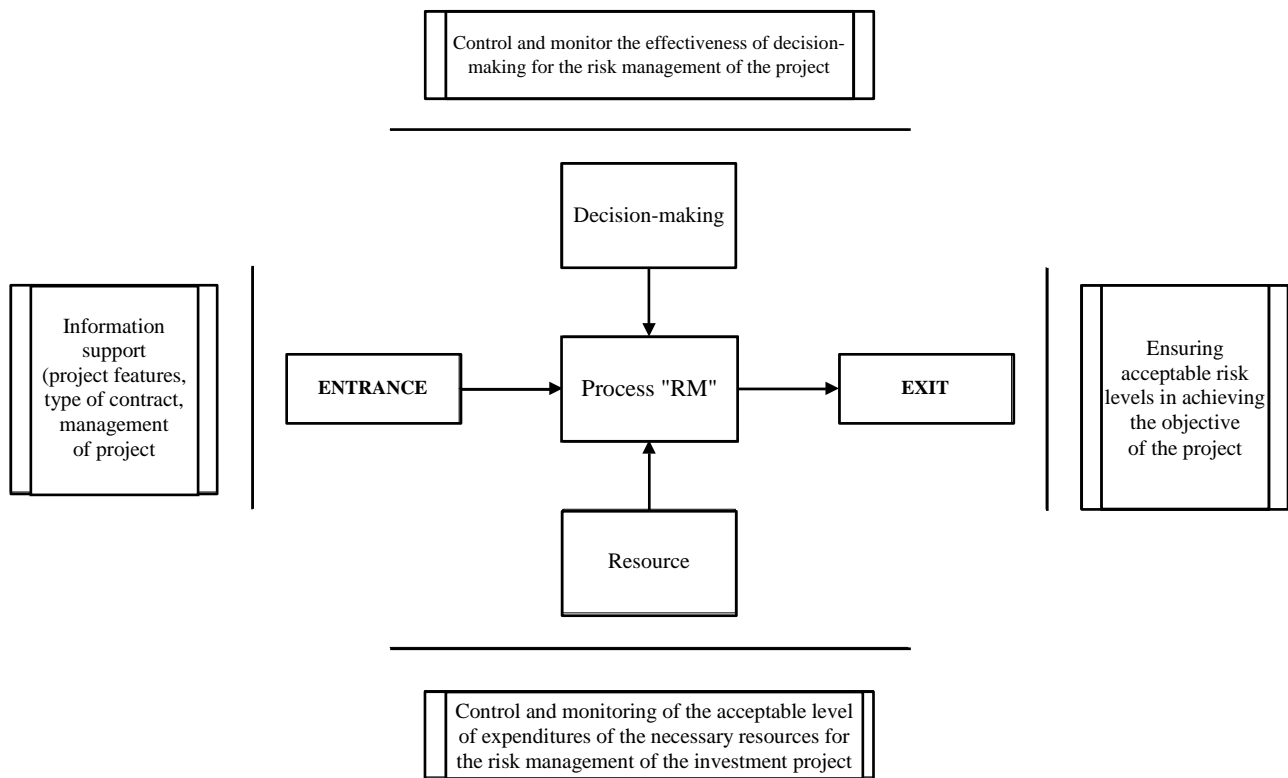 Control and monitor the effectiveness of decision-
making for the risk management of the project
Decision-making
Information
support
(project features,
type of contract,
management
of project
ENTRANCE
Process "RM"
EXIT
Ensuring
acceptable risk
levels in achieving
the objective
of the project
Resource
Control and monitoring of the acceptable level
of expenditures of the necessary resources for
the risk management of the investment project